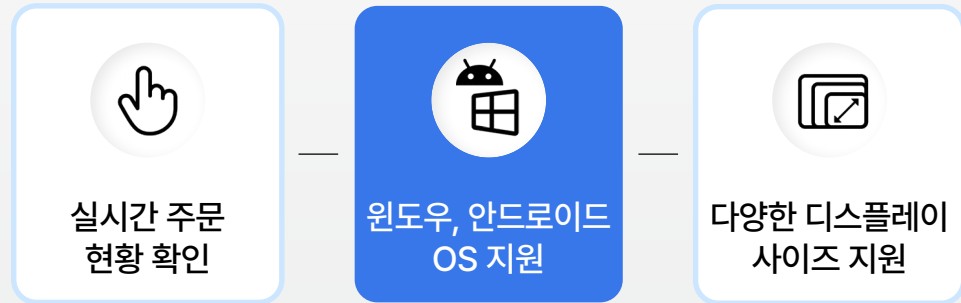 실시간 주문
현황 확인
윈도우, 안드로이드
OS 지원
다양한 디스플레이
사이즈 지원